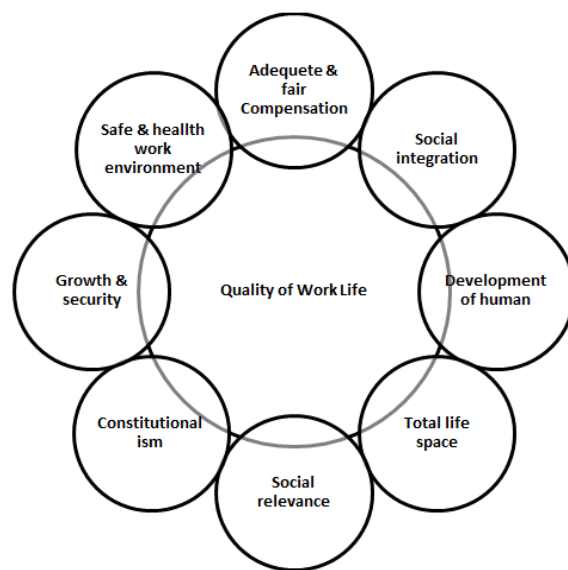 Adequete &
fair
Compensation
Social
integration
Development
of human
Total life
space
Social
relevance
Constitutional
ism
Growth &
security
Safe & heallth
work
environment
Quality of Work Life